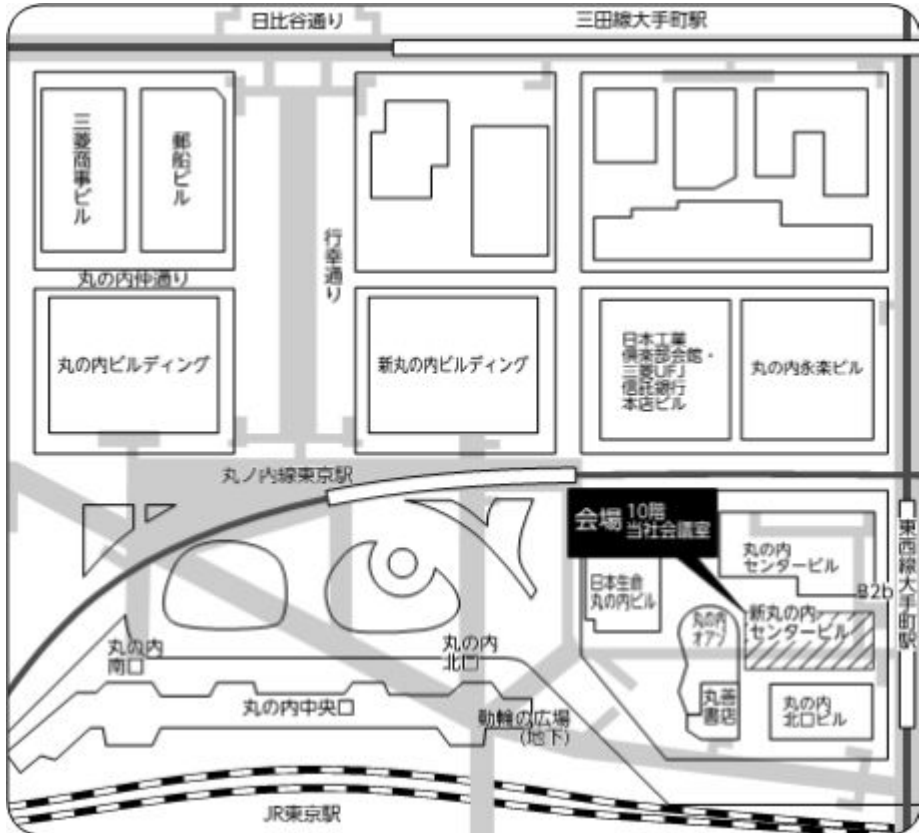 日比谷通り
三田線大手町駅
三菱商事ビル
郵船ビル
行幸通り
丸の内仲通り
丸の内ビルディング
新丸の内ビルディング
日本工業
倶楽部会館・
三菱UFJ
信託銀行
本店ビル
丸の内永楽ビル
丸ノ内線東京駅
会場 10階
当社会議室
東西線大手町駅
丸の内
センタービル
B2b
日本生命
丸の内ビル
丸の内
オアゾ
新丸の内
センタービル
丸の内
南口
丸の内
北口
丸の内中央口
動輪の広場
(地下)
丸善
書店
丸の内
北口ビル
JR東京駅